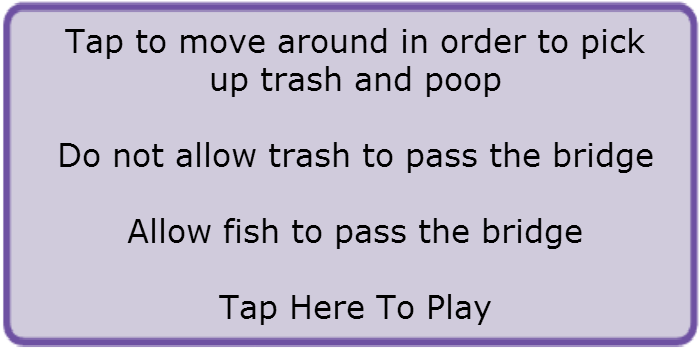 Tap to move around in order to pick
up trash and poop
Do not allow trash to pass the bridge
Allow fish to pass the bridge
Tap Here To Play